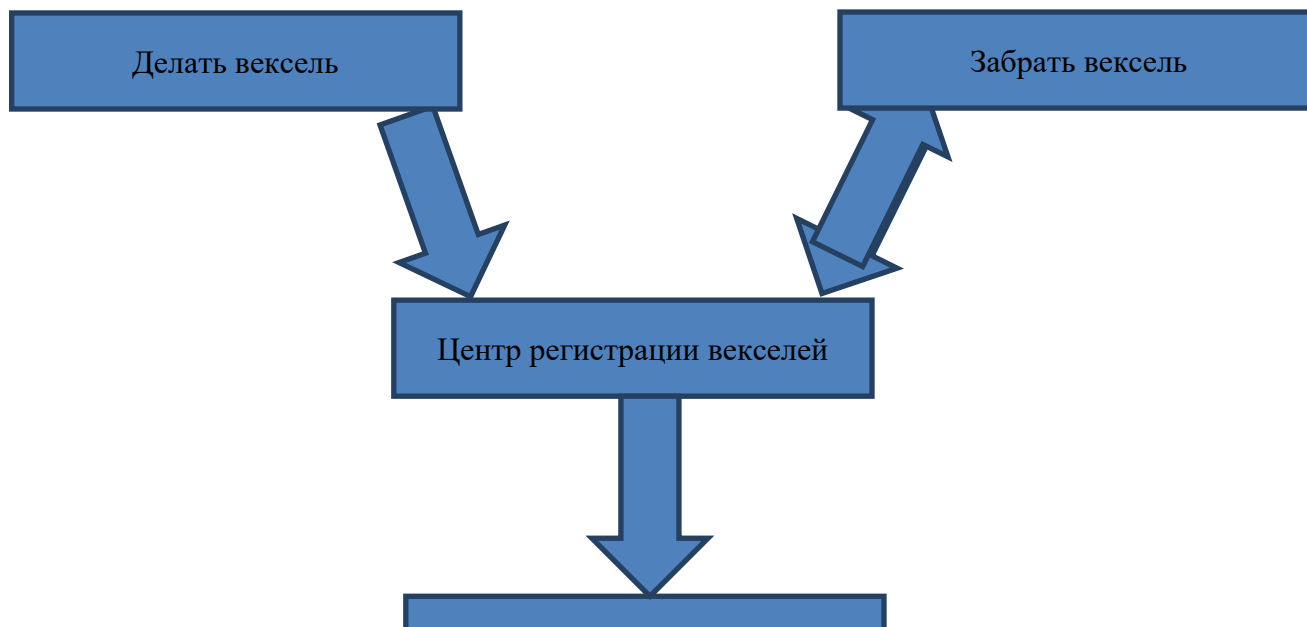 Делать вексель
Забрать вексель
Центр регистрации векселей